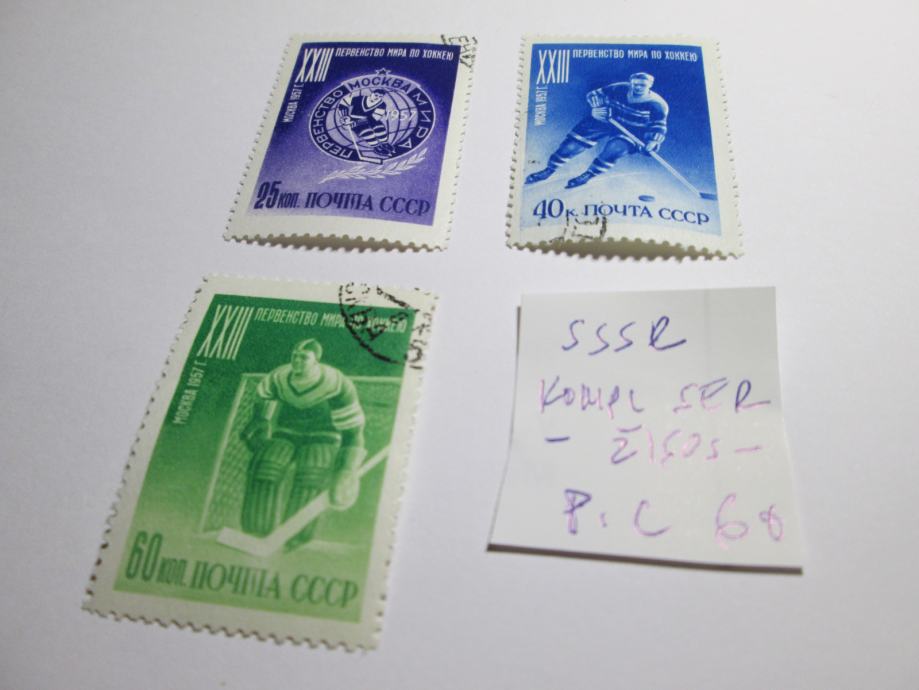 XXIII ПЕРВЕНСТВО МИРА ПО ХОККЕЮ
МОСКВА 1957 Г.
ПЕРВЕНСТВО МОСКВА МИРА
1957
25 КОП. ПОЧТА СССР
XXIII ПЕРВЕНСТВО МИРА ПО ХОККЕЮ
МОСКВА 1957 Г.
40 К. ПОЧТА СССР
XXIII ПЕРВЕНСТВО МИРА ПО ХОККЕЮ
МОСКВА 1957 Г.
60 КОП. ПОЧТА СССР
SSSR
KOMPL SER
P.C 60